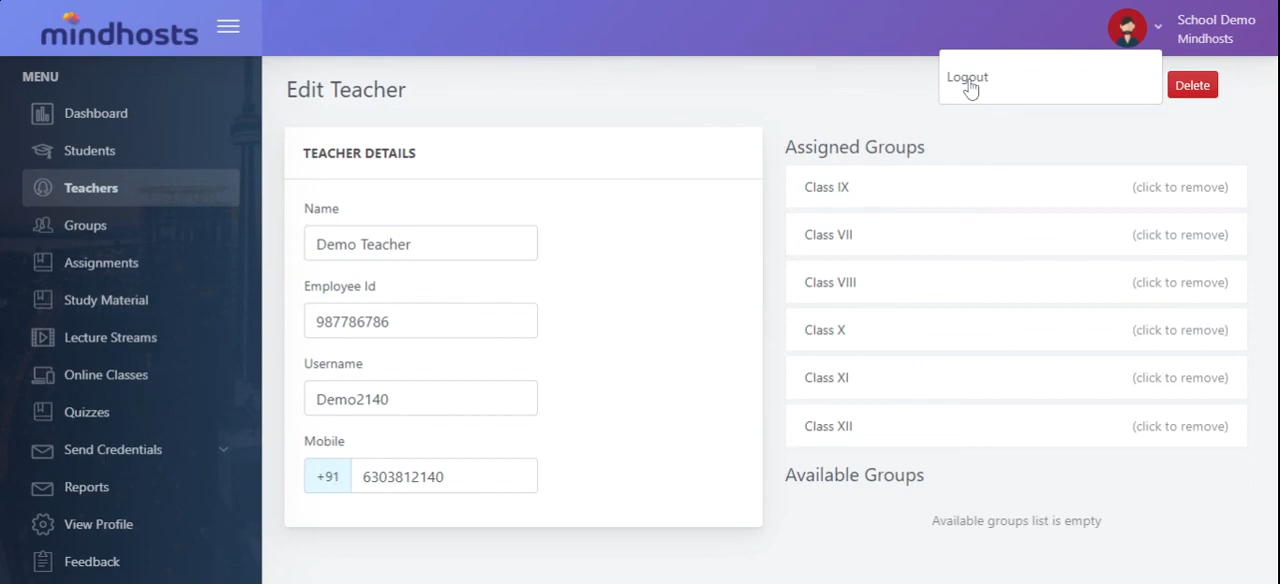 mindhosts
School Demo
Mindhosts
Logout
Delete
MENU
Dashboard
Students
Teachers
Groups
Assignments
Study Material
Lecture Streams
Online Classes
Quizzes
Send Credentials
Reports
View Profile
Feedback
Edit Teacher
TEACHER DETAILS
Name
Demo Teacher
Employee Id
987786786
Username
Demo2140
Mobile
+91 6303812140
Assigned Groups
Class IX (click to remove)
Class VII (click to remove)
Class VIII (click to remove)
Class X (click to remove)
Class XI (click to remove)
Class XII (click to remove)
Available Groups
Available groups list is empty